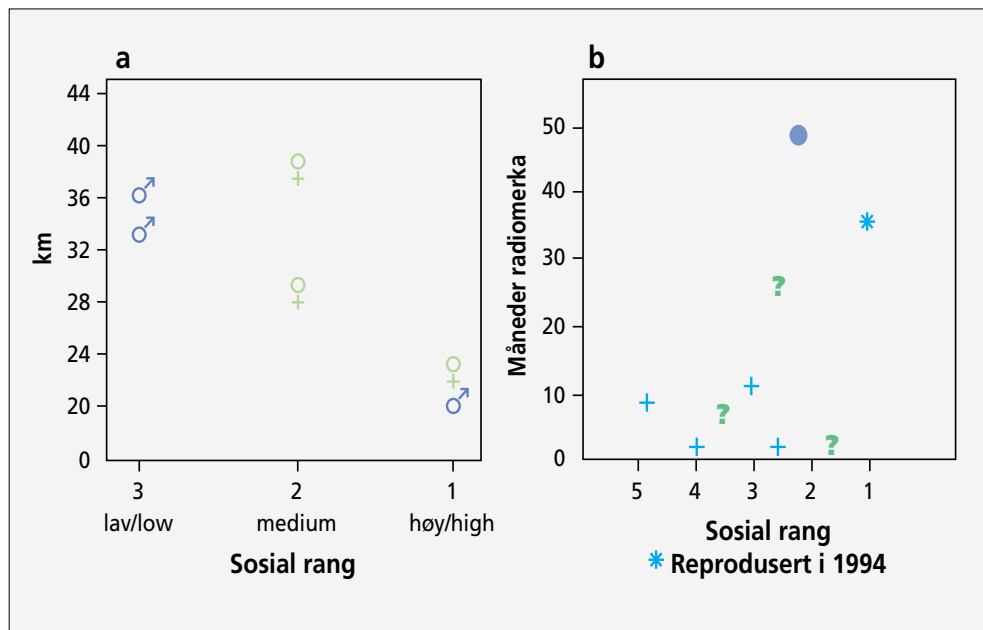 a
44
40
36
32
28
24
20
0
km
3
2
1
lav/low
medium
høy/high
Sosial rang
b
50
40
30
20
10
0
Måneder radiomerka
?
?
?
5
4
3
2
1
Sosial rang
Reprodusert i 1994